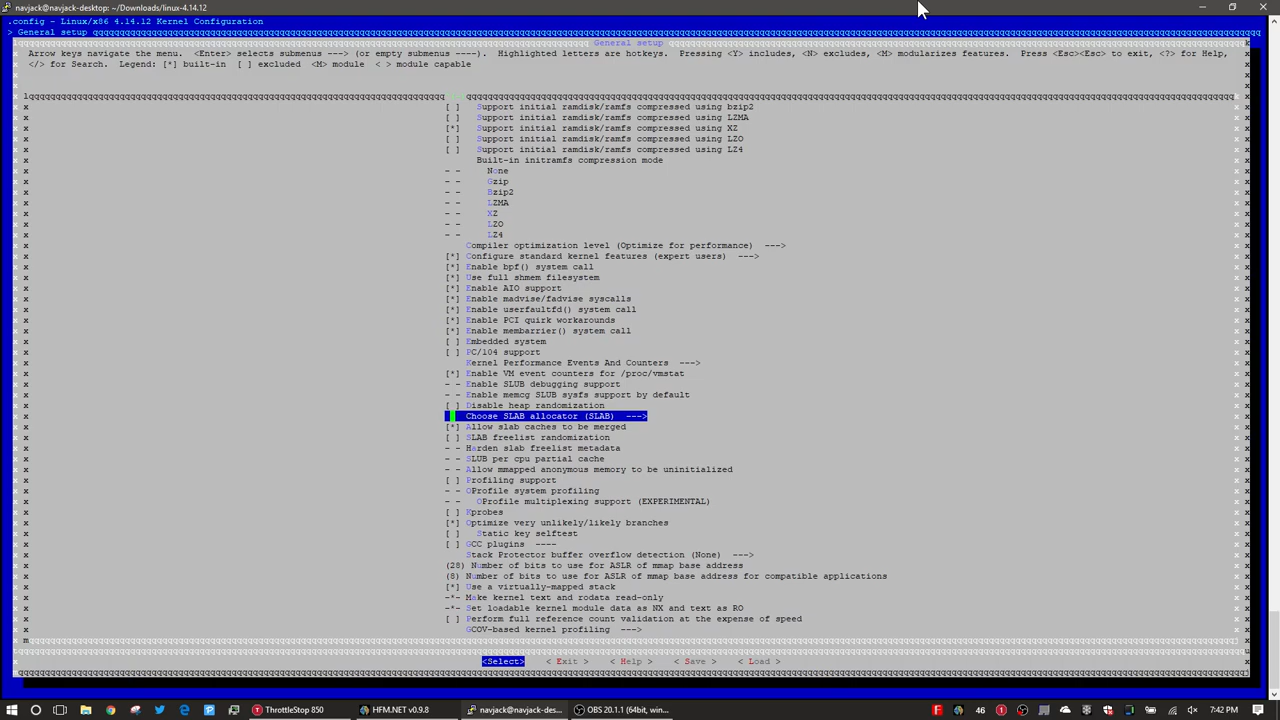 navjack@navjack-desktop: ~/Downloads/linux-4.14.12
.config - Linux/x86 4.14.12 Kernel Configuration
> General setup
General setup
Arrow keys navigate the menu. <Enter> selects submenus ---> (or empty submenus ----). Highlighted letters are hotkeys. Pressing <Y> includes, <N> excludes, <M> modularizes features. Press <Esc><Esc> to exit, <?> for Help,
</> for Search. Legend: [*] built-in [ ] excluded <M> module < > module capable
[ ] Support initial ramdisk/ramfs compressed using bzip2
[ ] Support initial ramdisk/ramfs compressed using LZMA
[*] Support initial ramdisk/ramfs compressed using XZ
[ ] Support initial ramdisk/ramfs compressed using LZO
[ ] Support initial ramdisk/ramfs compressed using LZ4
Built-in initramfs compression mode
- - None
- - Gzip
- - Bzip2
- - LZMA
- - XZ
- - LZO
- - LZ4
Compiler optimization level (Optimize for performance) --->
[*] Configure standard kernel features (expert users) --->
[*] Enable bpf() system call
[*] Use full shmem filesystem
[*] Enable AIO support
[*] Enable madvise/fadvise syscalls
[*] Enable userfaultfd() system call
[*] Enable PCI quirk workarounds
[*] Enable membarrier() system call
[ ] Embedded system
[ ] PC/104 support
Kernel Performance Events And Counters --->
[*] Enable VM event counters for /proc/vmstat
- - Enable SLUB debugging support
- - Enable memcg SLUB sysfs support by default
[ ] Disable heap randomization
Choose SLAB allocator (SLAB) --->
[*] Allow slab caches to be merged
[ ] SLAB freelist randomization
- - Harden slab freelist metadata
- - SLUB per cpu partial cache
- - Allow mmapped anonymous memory to be uninitialized
[ ] Profiling support
- - OProfile system profiling
- - OProfile multiplexing support (EXPERIMENTAL)
[ ] Kprobes
[*] Optimize very unlikely/likely branches
[ ] Static key selftest
[ ] GCC plugins ----
Stack Protector buffer overflow detection (None) --->
(28) Number of bits to use for ASLR of mmap base address
(8) Number of bits to use for ASLR of mmap base address for compatible applications
[*] Use a virtually-mapped stack
-*- Make kernel text and rodata read-only
-*- Set loadable kernel module data as NX and text as RO
[ ] Perform full reference count validation at the expense of speed
GCOV-based kernel profiling --->
<Select> < Exit > < Help > < Save > < Load >
ThrottleStop 850
HFM.NET v0.9.8
navjack@navjack-des...
OBS 20.1.1 (64bit, win...
46
7:42 PM